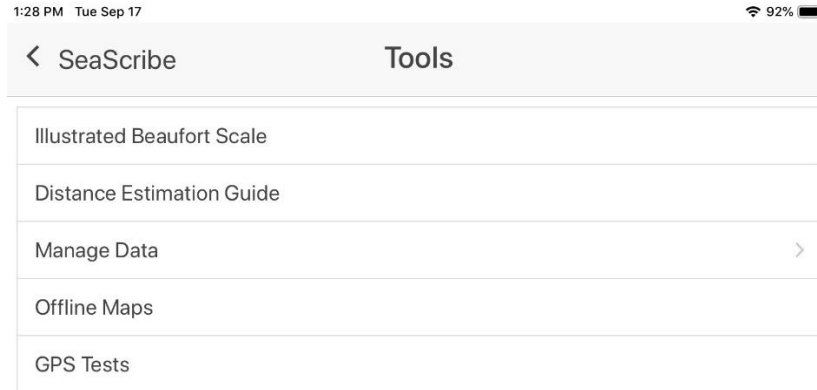 1:28 PM Tue Sep 17 92%
SeaScribe Tools
Illustrated Beaufort Scale
Distance Estimation Guide
Manage Data
Offline Maps
GPS Tests